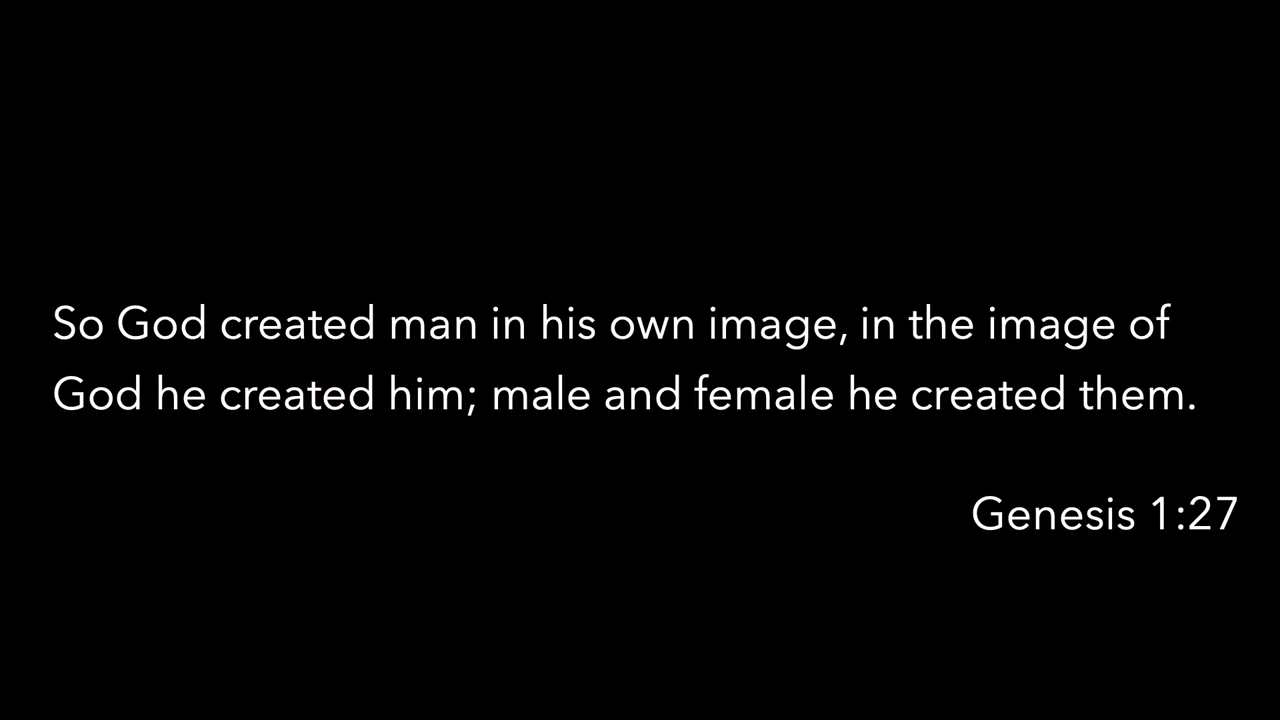 So God created man in his own image, in the image of
God he created him; male and female he created them.
Genesis 1:27